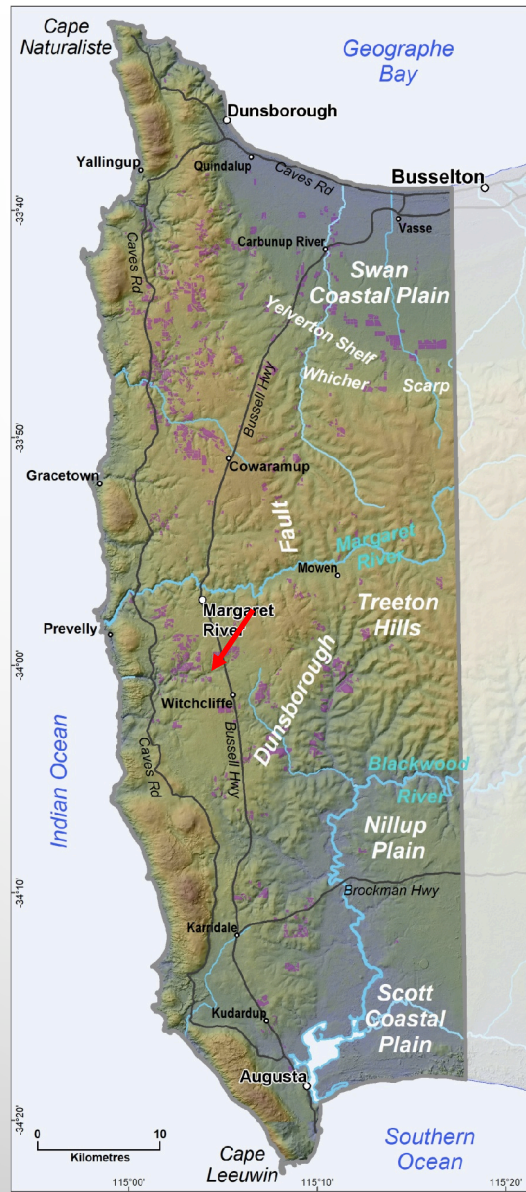 Cape
Naturaliste
Geographe
Bay
Dunsborough
Yallingup
Quindalup
Caves Rd
Busselton
-33°40'
Vasse
Carbunup River
Caves Rd
Swan
Coastal Plain
Yelverton Shelf
Whicher
Scarp
Bussell Hwy
-33°50'
Cowaramup
Gracetown
Fault
Margaret
River
Mowen
Margaret
River
Treeton
Hills
Prevelly
-34°00'
Witchcliffe
Dunsborough
Indian Ocean
Caves Rd
Bussell Hwy
Blackwood
River
Nillup
Plain
-34°10'
Brockman Hwy
Karridale
Scott
Coastal
Plain
Kudardup
Augusta
-34°20'
0 10
Kilometres
Cape
Leeuwin
Southern
Ocean
115°00' 115°10' 115°20'